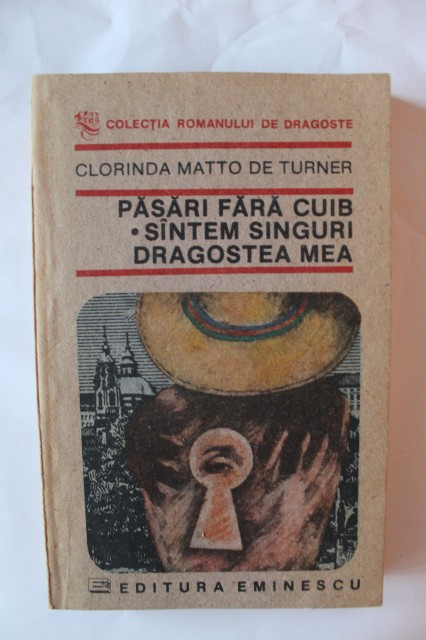 COLECȚIA ROMANULUI DE DRAGOSTE
CLORINDA MATTO DE TURNER
PĂSĂRI FĂRĂ CUIB
• SÎNTEM SINGURI
DRAGOSTEA MEA
EDITURA EMINESCU